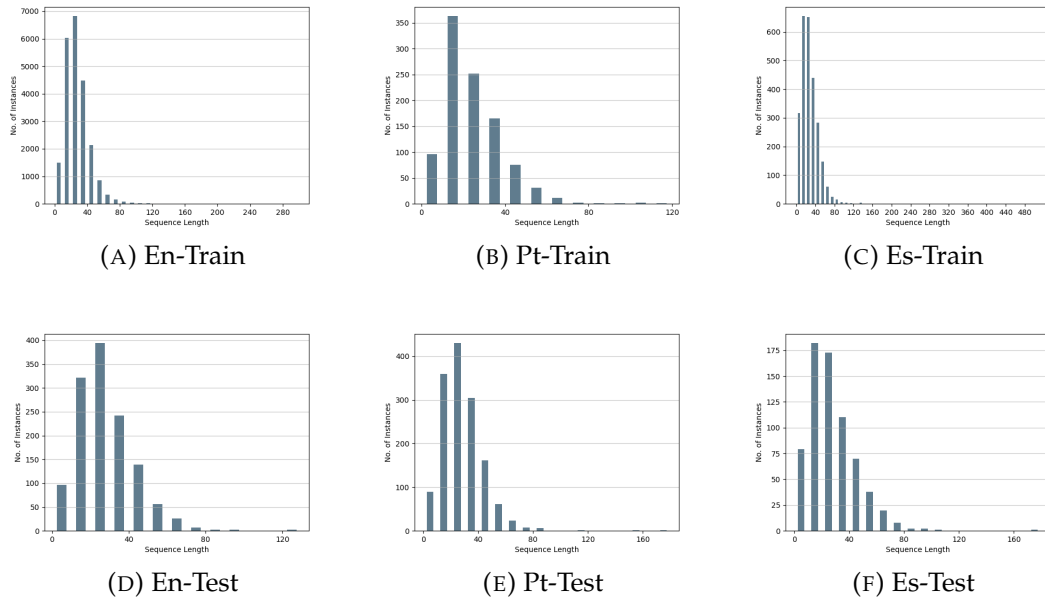 7000
6000
5000
4000
3000
2000
1000
0
No. of Instances
0 40 80 120 160 200 240 280
Sequence Length
(A) En-Train
350
300
250
200
150
100
50
0
No. of Instances
0 40 80 120
Sequence Length
(B) Pt-Train
600
500
400
300
200
100
0
No. of Instances
0 40 80 120 160 200 240 280 320 360 400 440 480
Sequence Length
(C) Es-Train
400
350
300
250
200
150
100
50
0
No. of Instances
0 40 80 120
Sequence Length
(D) En-Test
400
300
200
100
0
No. of Instances
0 40 80 120 160
Sequence Length
(E) Pt-Test
175
150
125
100
75
50
25
0
No. of Instances
0 40 80 120 160
Sequence Length
(F) Es-Test